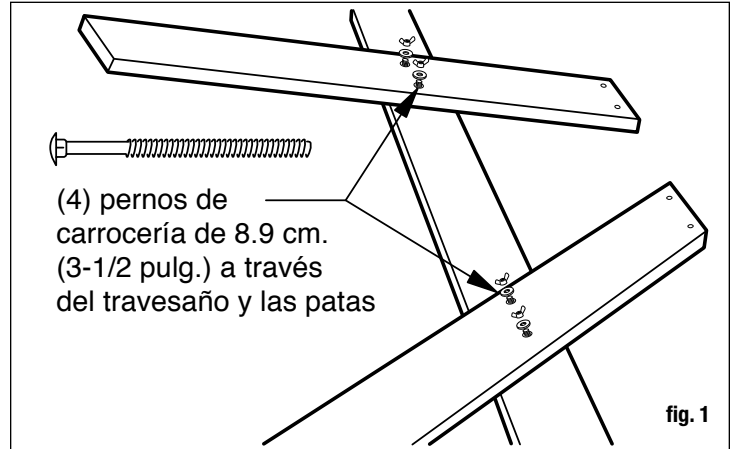 (4) pernos de
carrocería de 8.9 cm.
(3-1/2 pulg.) a través
del travesaño y las patas
fig. 1